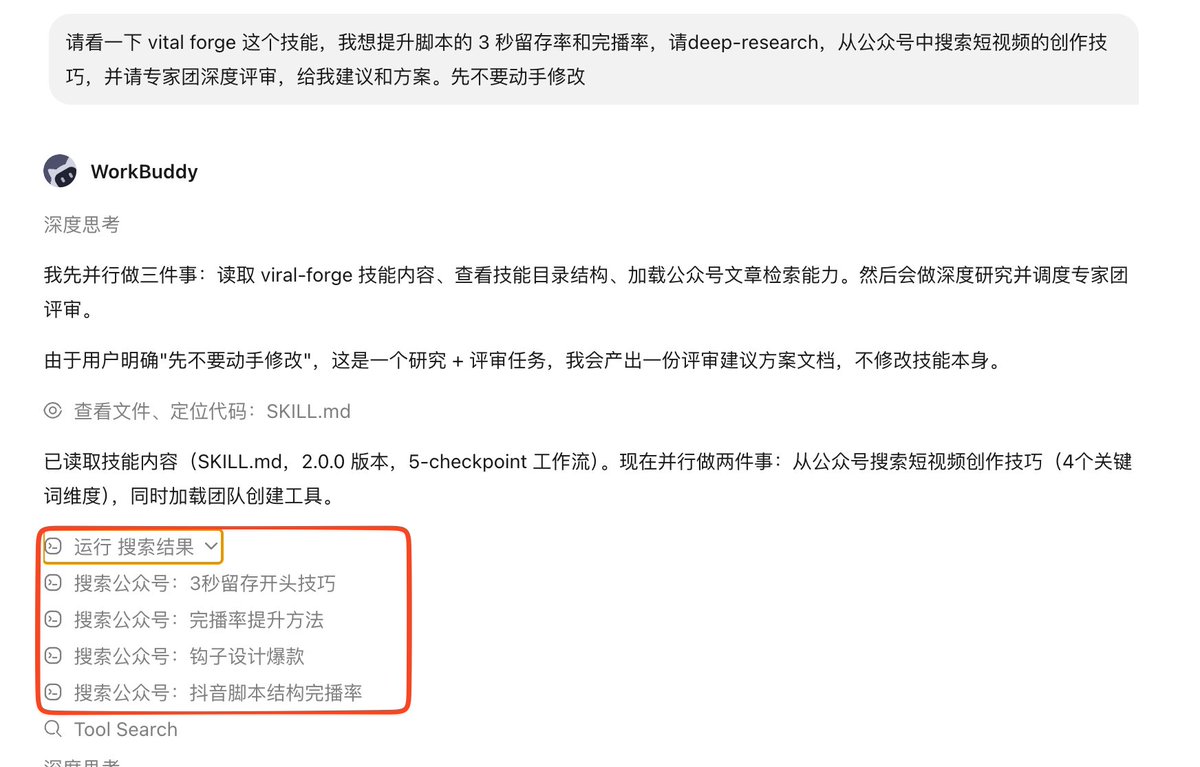 请看一下 vital forge 这个技能，我想提升脚本的 3 秒留存率和完播率，请deep-research，从公众号中搜索短视频的创作技
巧，并请专家团深度评审，给我建议和方案。先不要动手修改
WorkBuddy
深度思考
我先并行做三件事：读取 viral-forge 技能内容、查看技能目录结构、加载公众号文章检索能力。然后会做深度研究并调度专家团
评审。
由于用户明确"先不要动手修改"，这是一个研究 + 评审任务，我会产出一份评审建议方案文档，不修改技能本身。
查看文件、定位代码：SKILL.md
已读取技能内容（SKILL.md，2.0.0 版本，5-checkpoint 工作流）。现在并行做两件事：从公众号搜索短视频创作技巧（4个关键
词维度），同时加载团队创建工具。
运行 搜索结果
搜索公众号：3秒留存开头技巧
搜索公众号：完播率提升方法
搜索公众号：钩子设计爆款
搜索公众号：抖音脚本结构完播率
Tool Search
深度思考